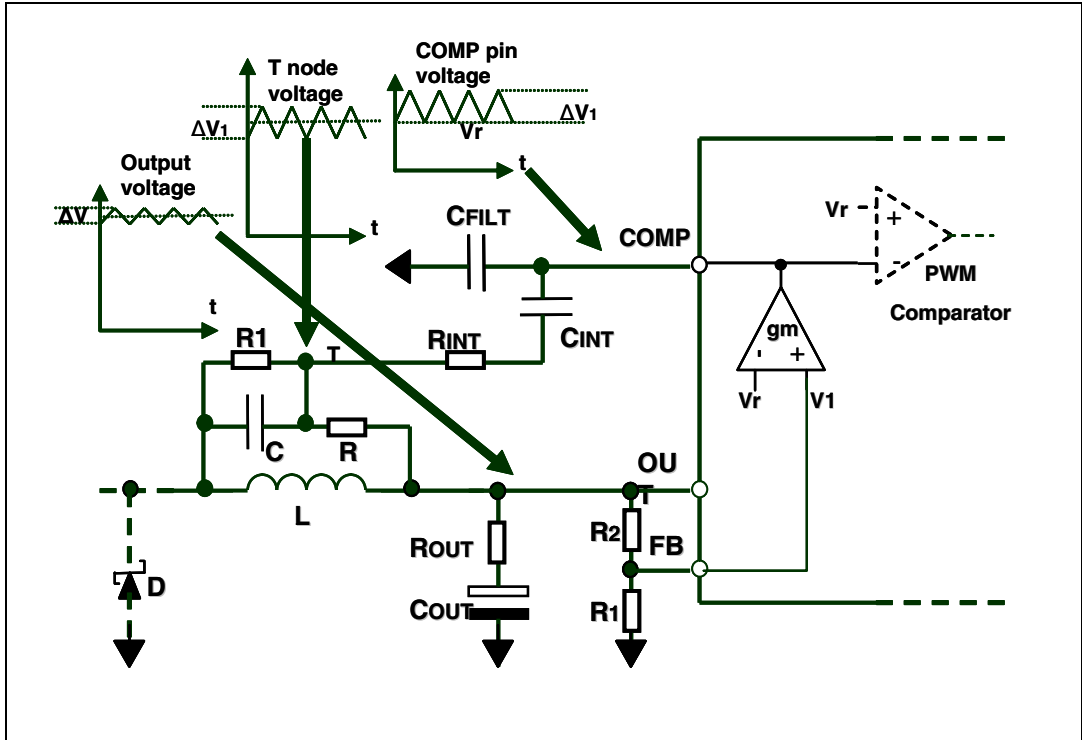 COMP pin
voltage
T node
voltage
ΔV1
Vr
ΔV1
t
Output
voltage
ΔV
t
t
CFILT
COMP
Vr
+
-
PWM
Comparator
gm
-
+
Vr
V1
R1
T
RINT
CINT
C
R
L
OU
T
R2
FB
ROUT
D
COUT
R1